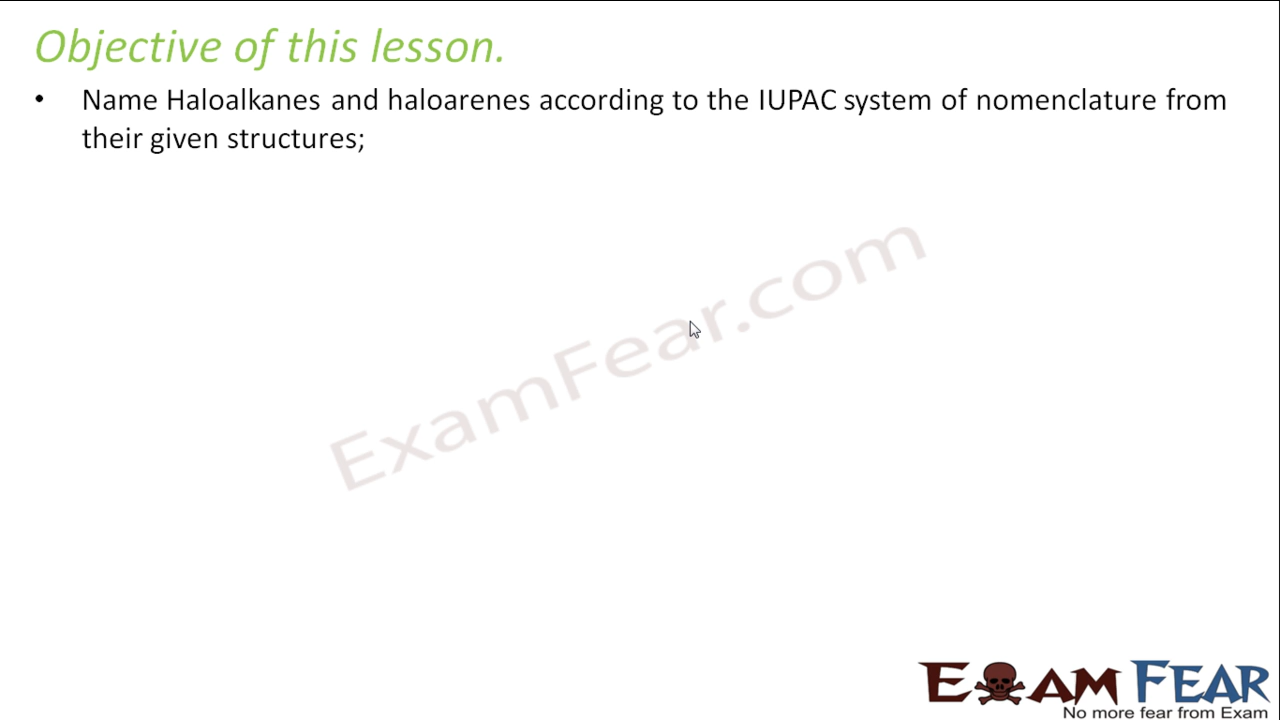 Objective of this lesson.
• Name Haloalkanes and haloarenes according to the IUPAC system of nomenclature from
their given structures;
ExamFear.com
EXAM FEAR
No more fear from Exam